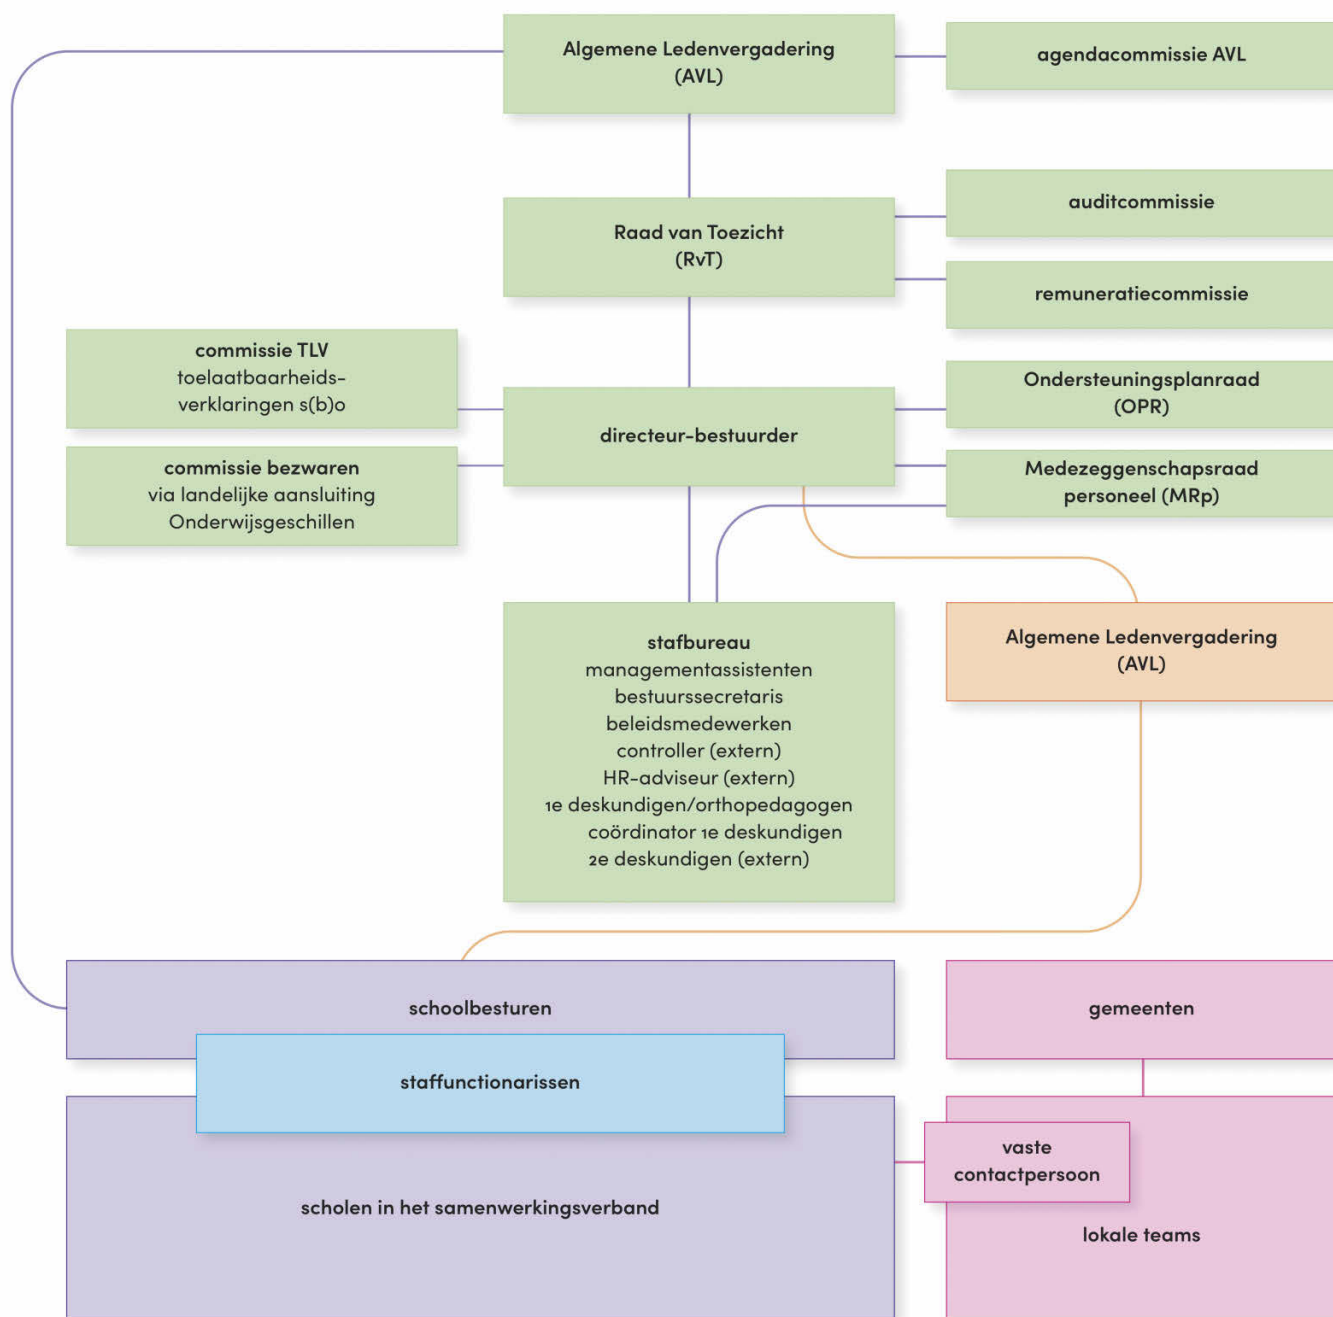 Algemene Ledenvergadering
(AVL)
agendacommissie AVL
auditcommissie
Raad van Toezicht
(RvT)
remuneratiecommissie
commissie TLV
toelaatbaarheids-
verklaringen s(b)o
Ondersteuningsplanraad
(OPR)
directeur-bestuurder
commissie bezwaren
via landelijke aansluiting
Onderwijsgeschillen
Medezeggenschapsraad
personeel (MRp)
stafbureau
managementassistenten
bestuurssecretaris
beleidsmedewerken
controller (extern)
HR-adviseur (extern)
1e deskundigen/orthopedagogen
coördinator 1e deskundigen
2e deskundigen (extern)
Algemene Ledenvergadering
(AVL)
schoolbesturen
gemeenten
staffunctionarissen
vaste
contactpersoon
scholen in het samenwerkingsverband
lokale teams